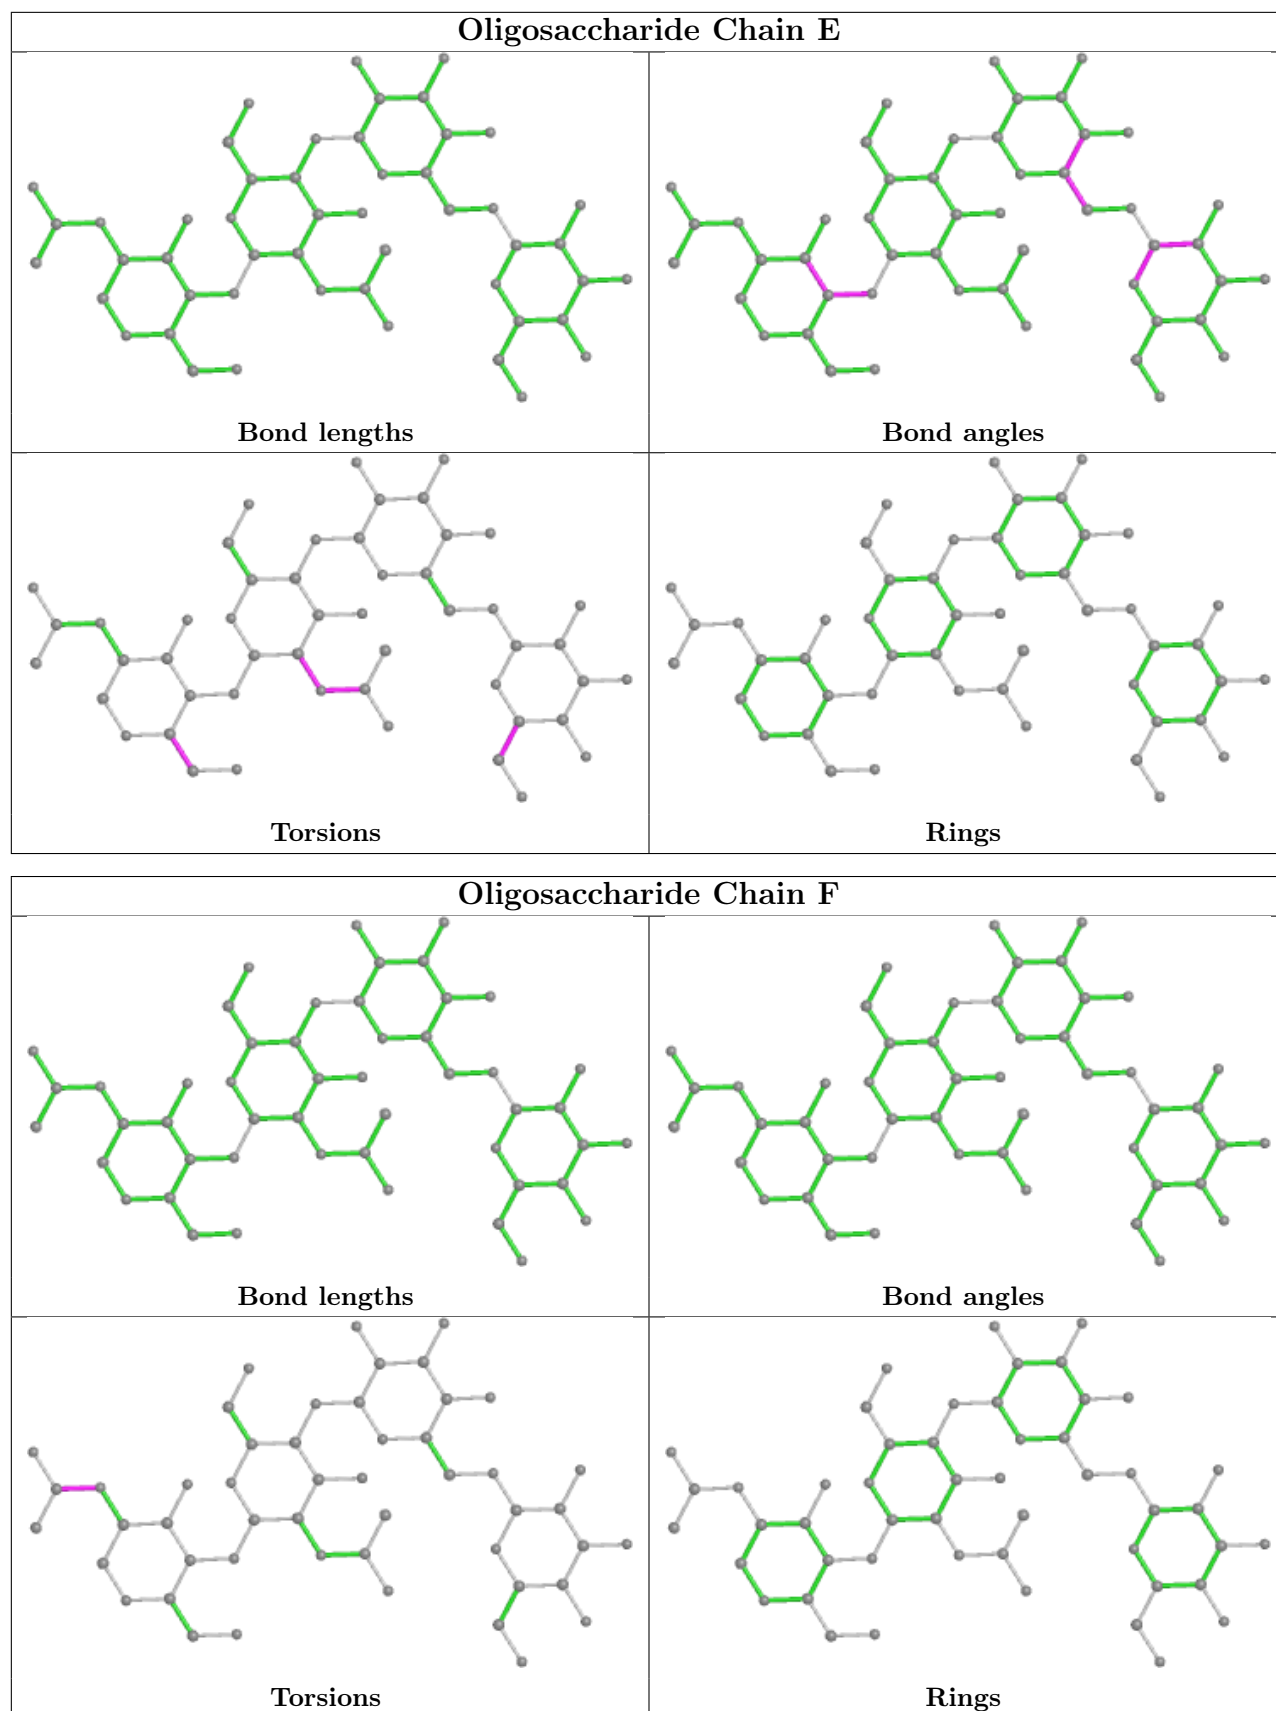 Oligosaccharide Chain E
Bond lengths
Bond angles
Torsions
Rings
Oligosaccharide Chain F
Bond lengths
Bond angles
Torsions
Rings